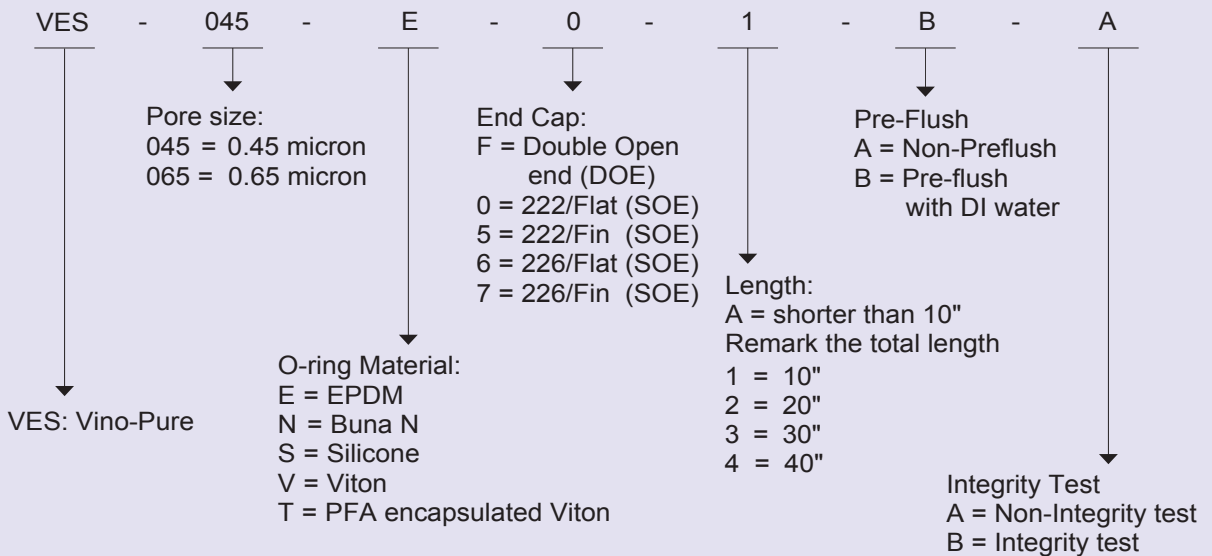 VES - 045 - E - 0 - 1 - B - A
Pore size:
045 = 0.45 micron
065 = 0.65 micron
End Cap:
F = Double Open
end (DOE)
0 = 222/Flat (SOE)
5 = 222/Fin (SOE)
6 = 226/Flat (SOE)
7 = 226/Fin (SOE)
Pre-Flush
A = Non-Preflush
B = Pre-flush
with DI water
Length:
A = shorter than 10"
Remark the total length
1 = 10"
2 = 20"
3 = 30"
4 = 40"
O-ring Material:
E = EPDM
N = Buna N
S = Silicone
V = Viton
T = PFA encapsulated Viton
VES: Vino-Pure
Integrity Test
A = Non-Integrity test
B = Integrity test